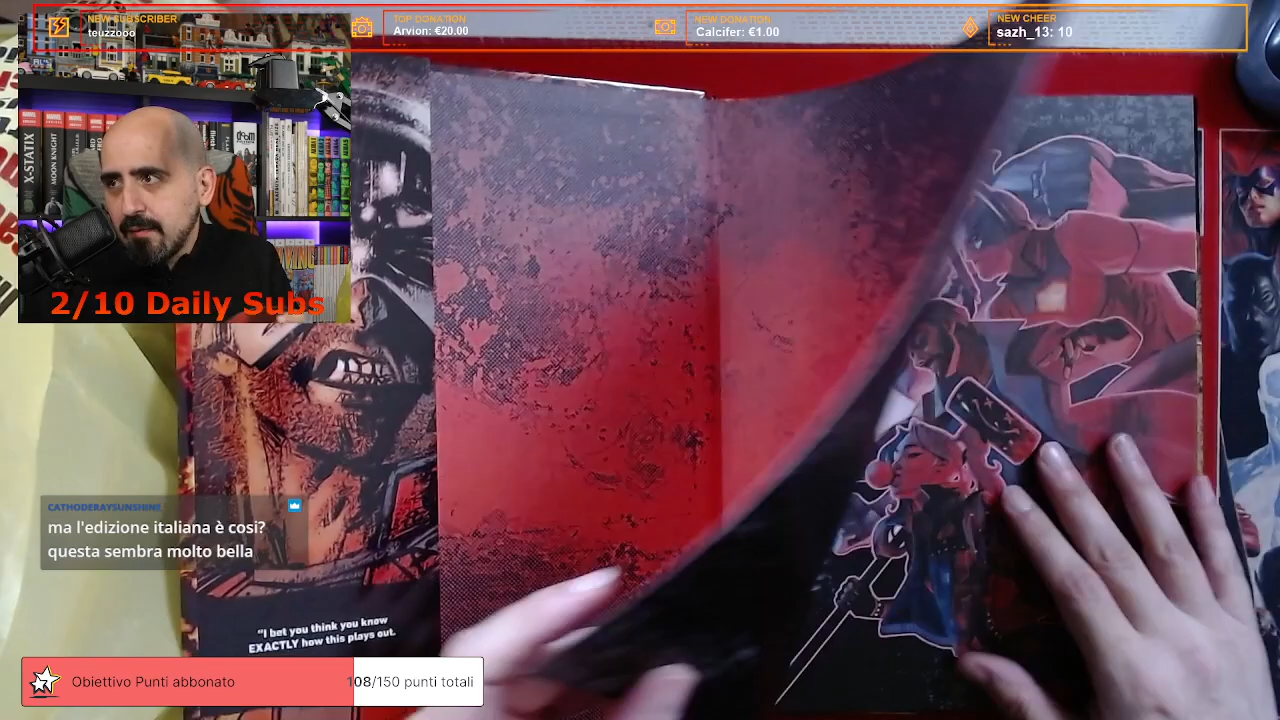 NEW SUBSCRIBER
teuzzooo
TOP DONATION
Arvion: €20.00
NEW DONATION
Calcifer: €1.00
NEW CHEER
sazh_13: 10
X-STATIX
MOON KNIGHT
2/10 Daily Subs
CATHODERAYSUNSHINE
ma l'edizione italiana è cosi?
questa sembra molto bella
"I bet you think you know
EXACTLY how this plays out.
Obiettivo Punti abbonato
108/150 punti totali